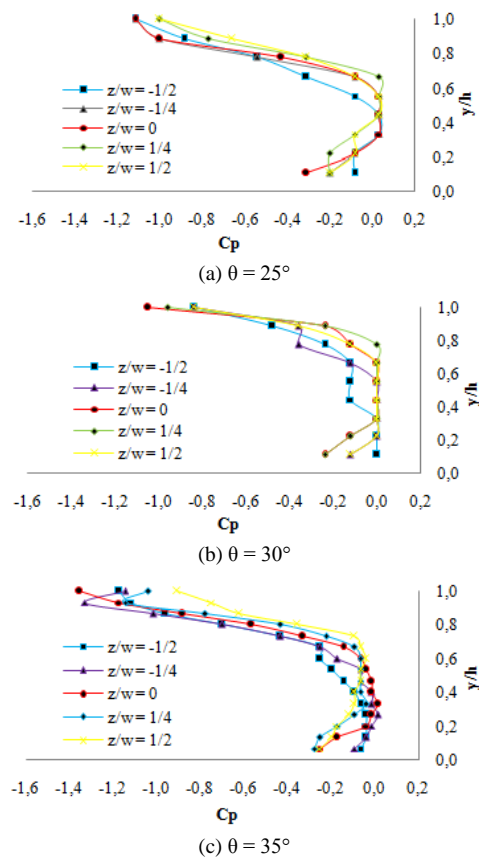 1,0
0,8
0,6
0,4
0,2
0,0
y/h
z/w= -1/2
z/w= -1/4
z/w= 0
z/w= 1/4
z/w= 1/2
-1,6 -1,4 -1,2 -1,0 -0,8 -0,6 -0,4 -0,2 0,0 0,2
Cp
(a) θ = 25°
1,0
0,8
0,6
0,4
0,2
0,0
y/h
z/w= -1/2
z/w= -1/4
z/w= 0
z/w= 1/4
z/w= 1/2
-1,6 -1,4 -1,2 -1,0 -0,8 -0,6 -0,4 -0,2 0,0 0,2
Cp
(b) θ = 30°
1,0
0,8
0,6
0,4
0,2
0,0
y/h
z/w= -1/2
z/w= -1/4
z/w= 0
z/w= 1/4
z/w= 1/2
-1,4 -1,2 -1,0 -0,8 -0,6 -0,4 -0,2 0,0 0,2
Cp
(c) θ = 35°